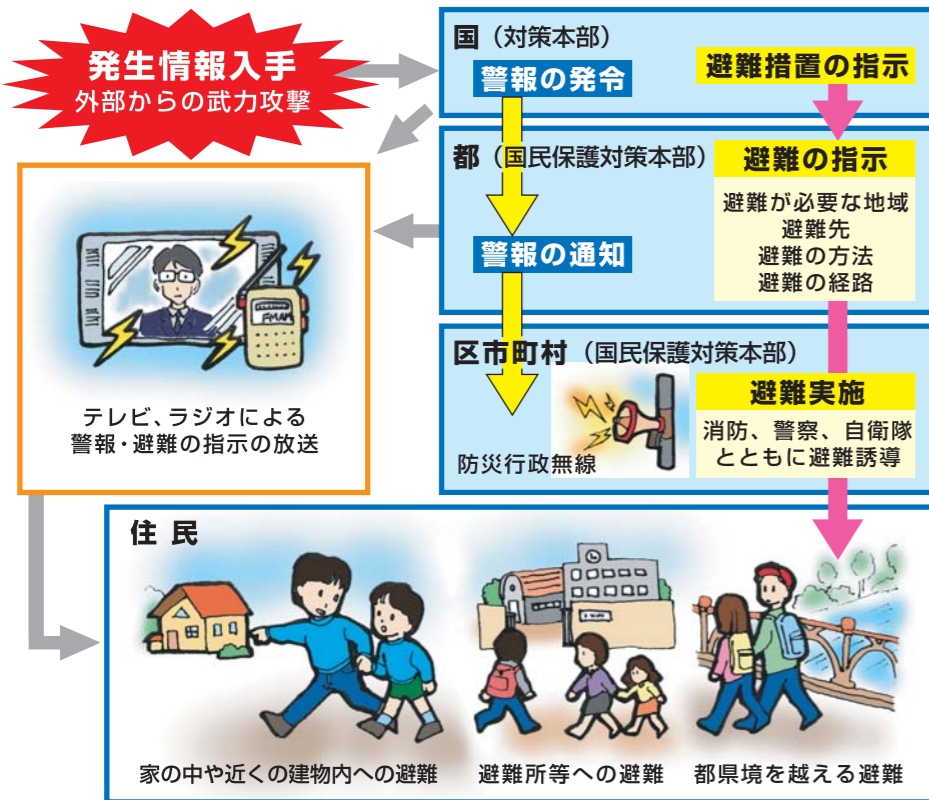 発生情報入手
外部からの武力攻撃
国（対策本部）
警報の発令
避難措置の指示
都（国民保護対策本部）
警報の通知
避難の指示
避難が必要な地域
避難先
避難の方法
避難の経路
FM AM
テレビ、ラジオによる
警報・避難の指示の放送
区市町村（国民保護対策本部）
防災行政無線
避難実施
消防、警察、自衛隊
とともに避難誘導
住民
家の中や近くの建物内への避難
避難所等への避難
都県境を越える避難